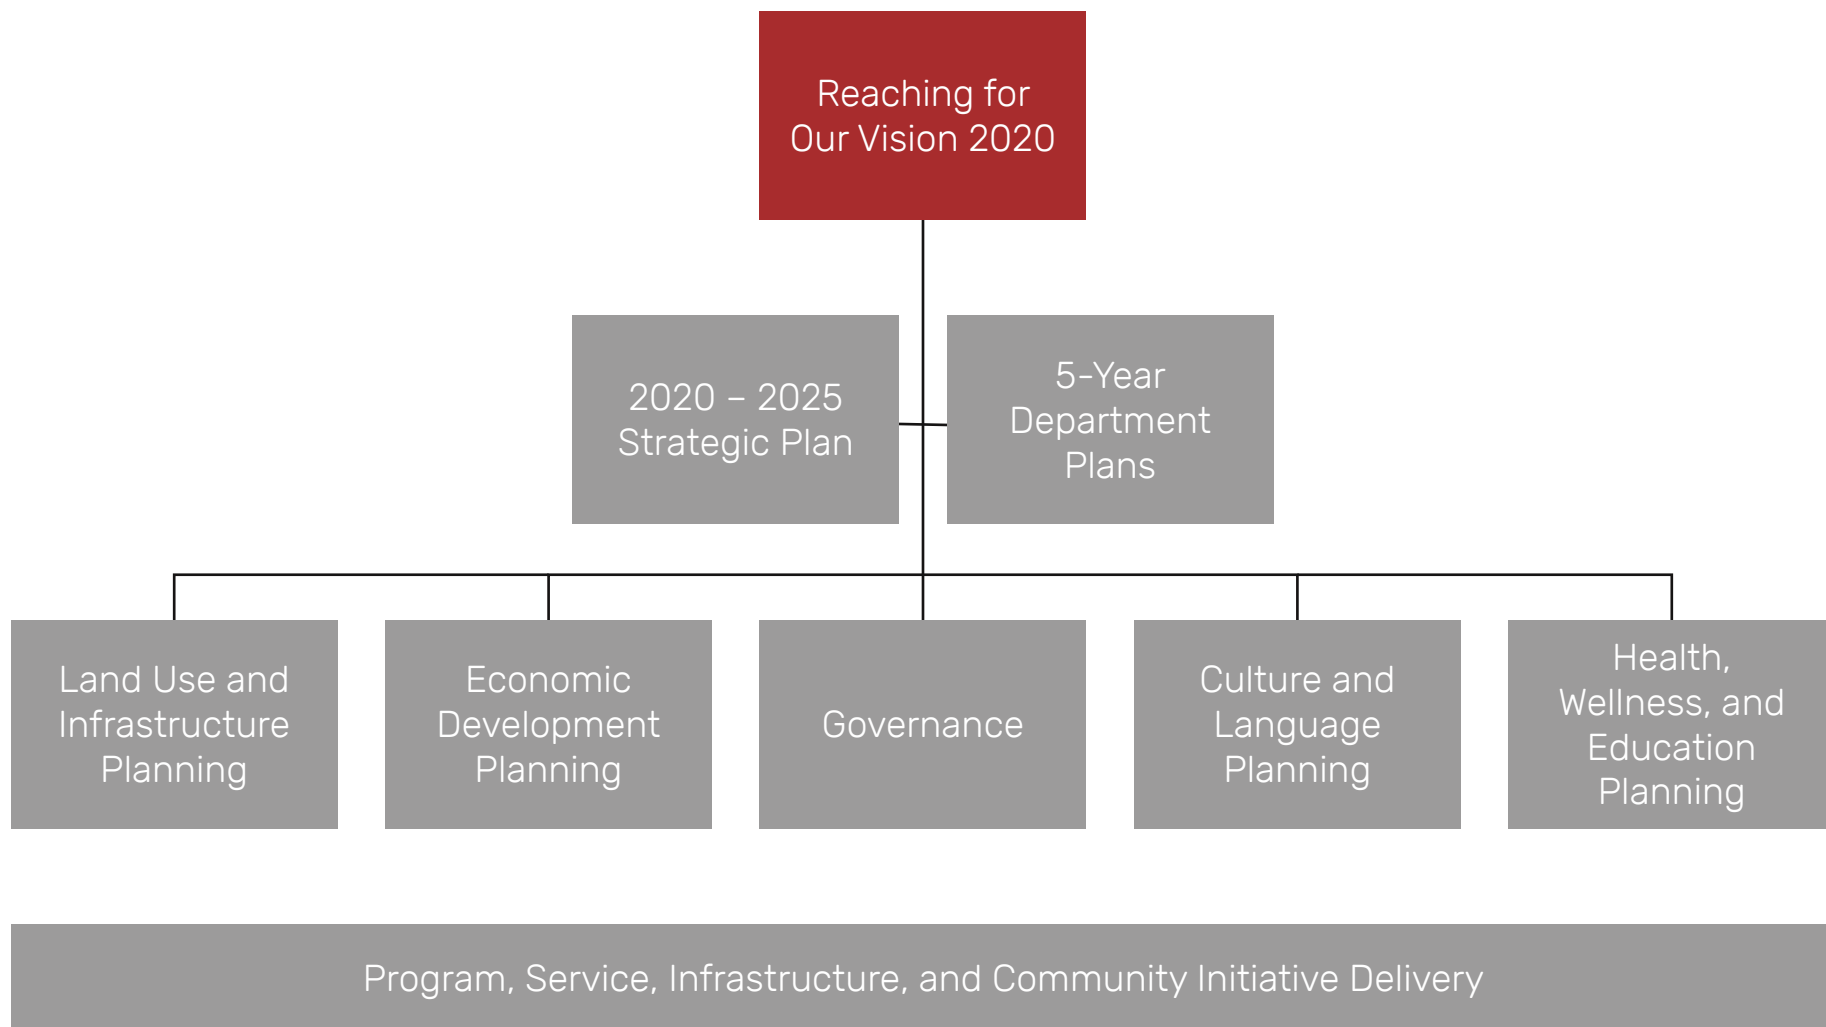 Reaching for
Our Vision 2020
2020 – 2025
Strategic Plan
5-Year
Department
Plans
Land Use and
Infrastructure
Planning
Economic
Development
Planning
Governance
Culture and
Language
Planning
Health,
Wellness, and
Education
Planning
Program, Service, Infrastructure, and Community Initiative Delivery